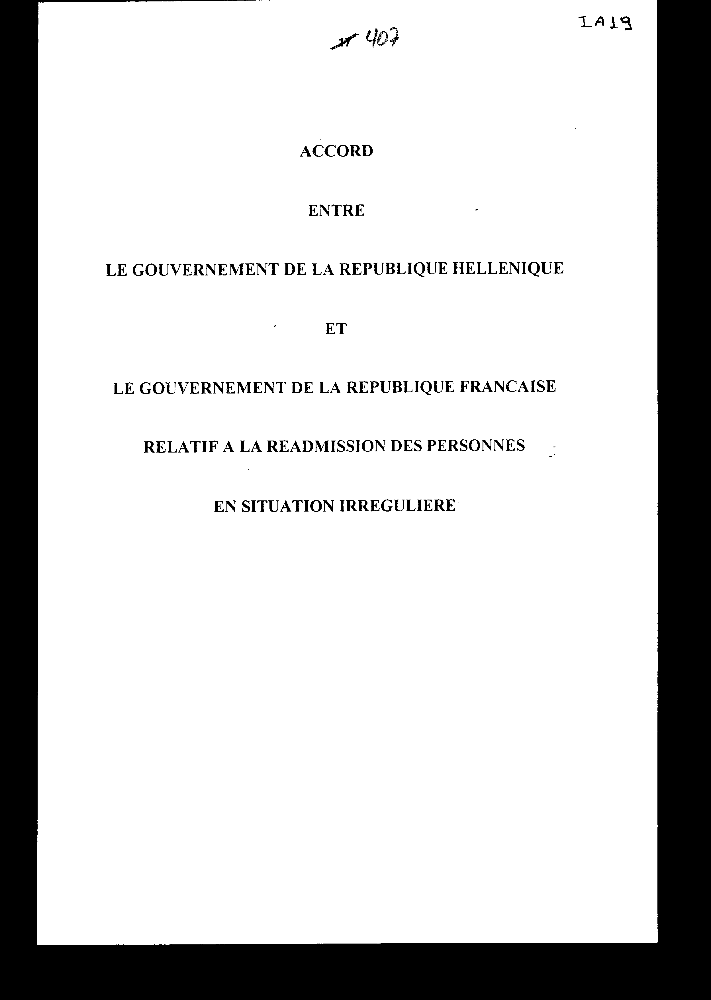 IA19
407
ACCORD
ENTRE
LE GOUVERNEMENT DE LA REPUBLIQUE HELLENIQUE
ET
LE GOUVERNEMENT DE LA REPUBLIQUE FRANCAISE
RELATIF A LA READMISSION DES PERSONNES
EN SITUATION IRREGULIERE